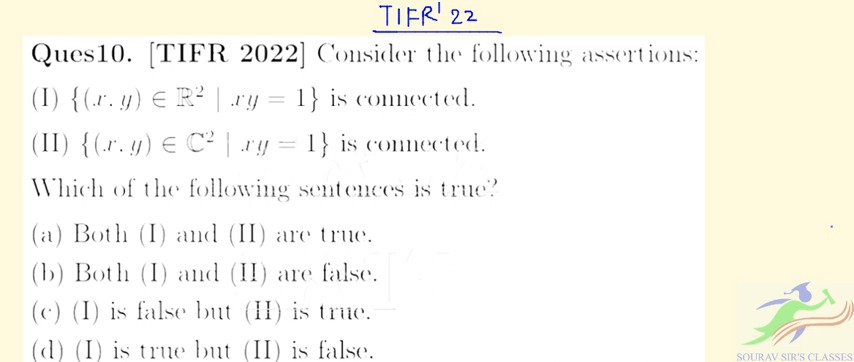 TIFR' 22
Ques10. [TIFR 2022] Consider the following assertions:
(I) {(x, y) ∈ ℝ² | xy = 1} is connected.
(II) {(x, y) ∈ ℂ² | xy = 1} is connected.
Which of the following sentences is true?
(a) Both (I) and (II) are true.
(b) Both (I) and (II) are false.
(c) (I) is false but (II) is true.
(d) (I) is true but (II) is false.
SOURAV SIR'S CLASSES